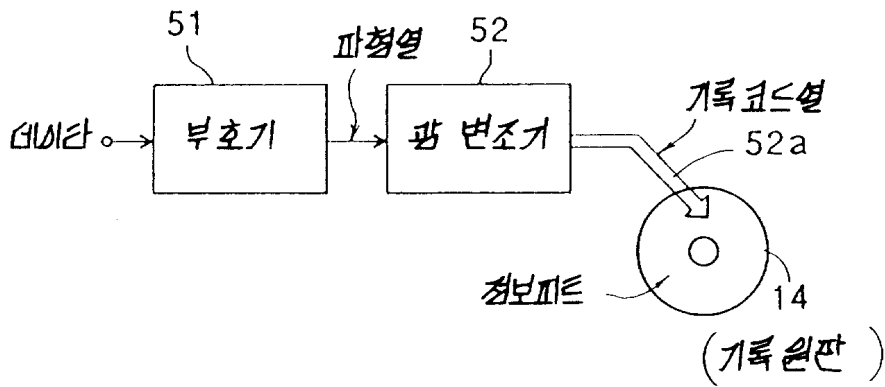 51
파형열
52
데이타
부호기
광 변조기
기록코드열
52a
정보피트
14
(기록원판)